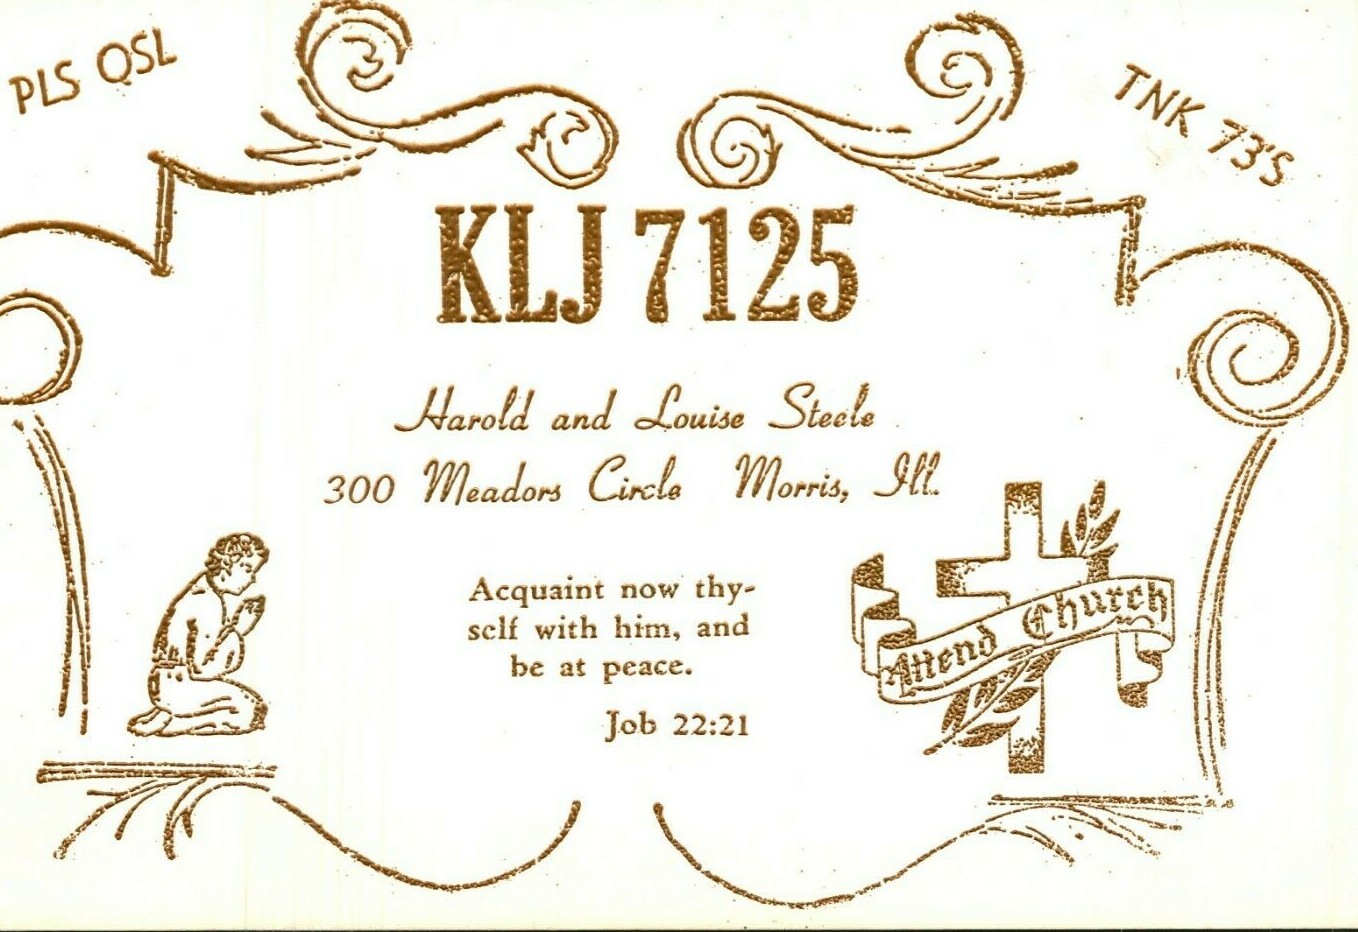 PLS QSL
TNK 73'S
KLJ 7125
Harold and Louise Steele
300 Meadors Circle Morris, Ill.
Acquaint now thy-
self with him, and
be at peace.
Job 22:21
Attend Church